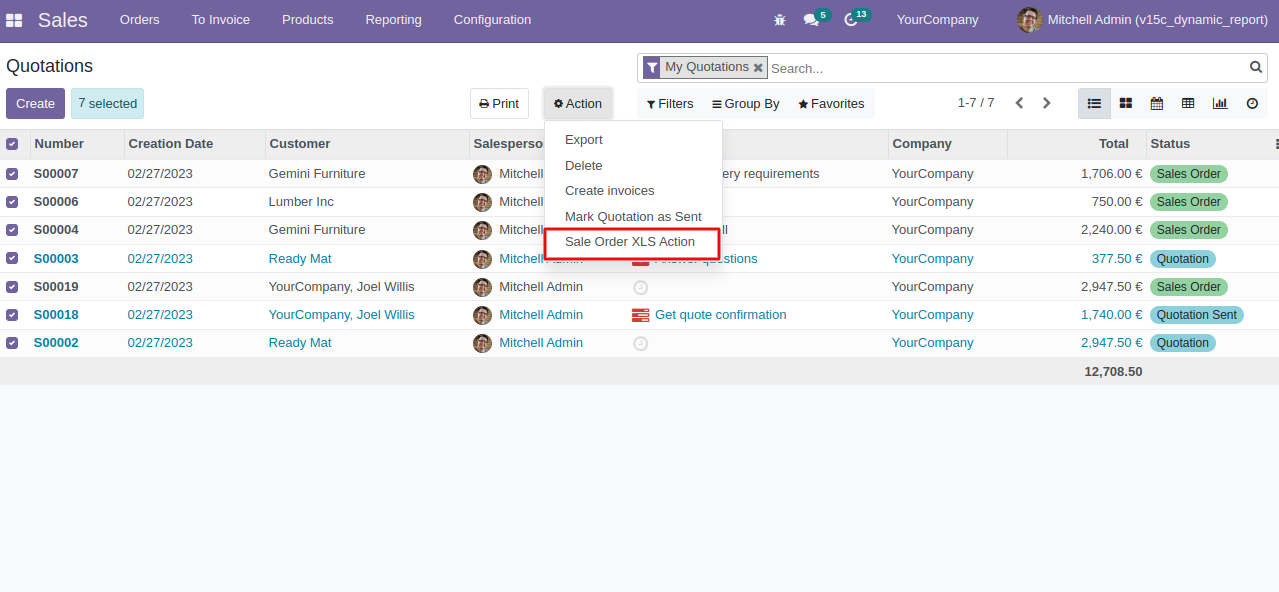 Sales Orders To Invoice Products Reporting Configuration 5 13 YourCompany Mitchell Admin (v15c_dynamic_report)
Quotations My Quotations Search...
Create 7 selected Print Action Filters Group By Favorites 1-7 / 7
Number Creation Date Customer Salesperso Company Total Status
Export
Delete
Create invoices
Mark Quotation as Sent
Sale Order XLS Action
S00007 02/27/2023 Gemini Furniture Mitchell requirements YourCompany 1,706.00 € Sales Order
S00006 02/27/2023 Lumber Inc Mitchell YourCompany 750.00 € Sales Order
S00004 02/27/2023 Gemini Furniture Mitchell YourCompany 2,240.00 € Sales Order
S00003 02/27/2023 Ready Mat Mitchell Admin Answer questions YourCompany 377.50 € Quotation
S00019 02/27/2023 YourCompany, Joel Willis Mitchell Admin YourCompany 2,947.50 € Sales Order
S00018 02/27/2023 YourCompany, Joel Willis Mitchell Admin Get quote confirmation YourCompany 1,740.00 € Quotation Sent
S00002 02/27/2023 Ready Mat Mitchell Admin YourCompany 2,947.50 € Quotation
12,708.50